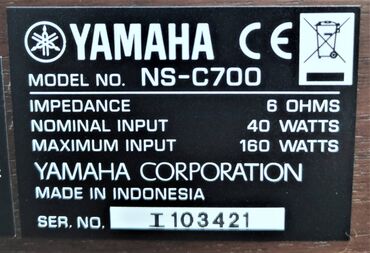 YAMAHA CE
MODEL NO. NS-C700
IMPEDANCE 6 OHMS
NOMINAL INPUT 40 WATTS
MAXIMUM INPUT 160 WATTS
YAMAHA CORPORATION
MADE IN INDONESIA
SER. NO. I 103421